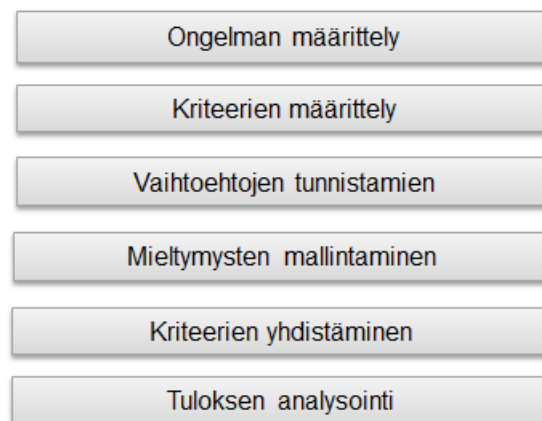 Ongelman määrittely
Kriteerien määrittely
Vaihtoehtojen tunnistamien
Mieltymysten mallintaminen
Kriteerien yhdistäminen
Tuloksen analysointi